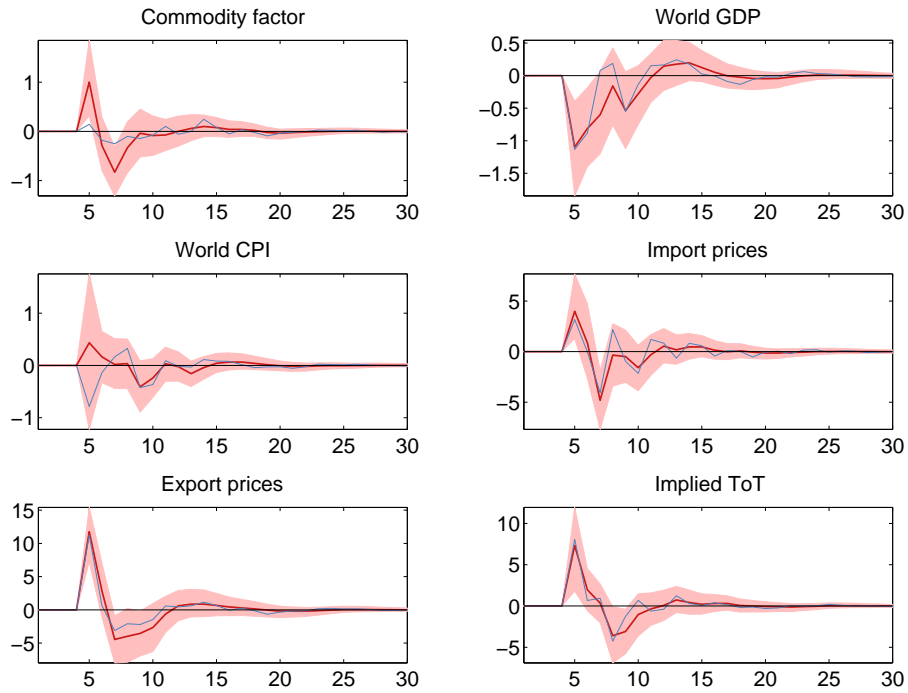 Commodity factor
1
0
−1
5 10 15 20 25 30
World GDP
0.5
0
−0.5
−1
−1.5
5 10 15 20 25 30
World CPI
1
0
−1
5 10 15 20 25 30
Import prices
5
0
−5
5 10 15 20 25 30
Export prices
15
10
5
0
−5
5 10 15 20 25 30
Implied ToT
10
5
0
−5
5 10 15 20 25 30